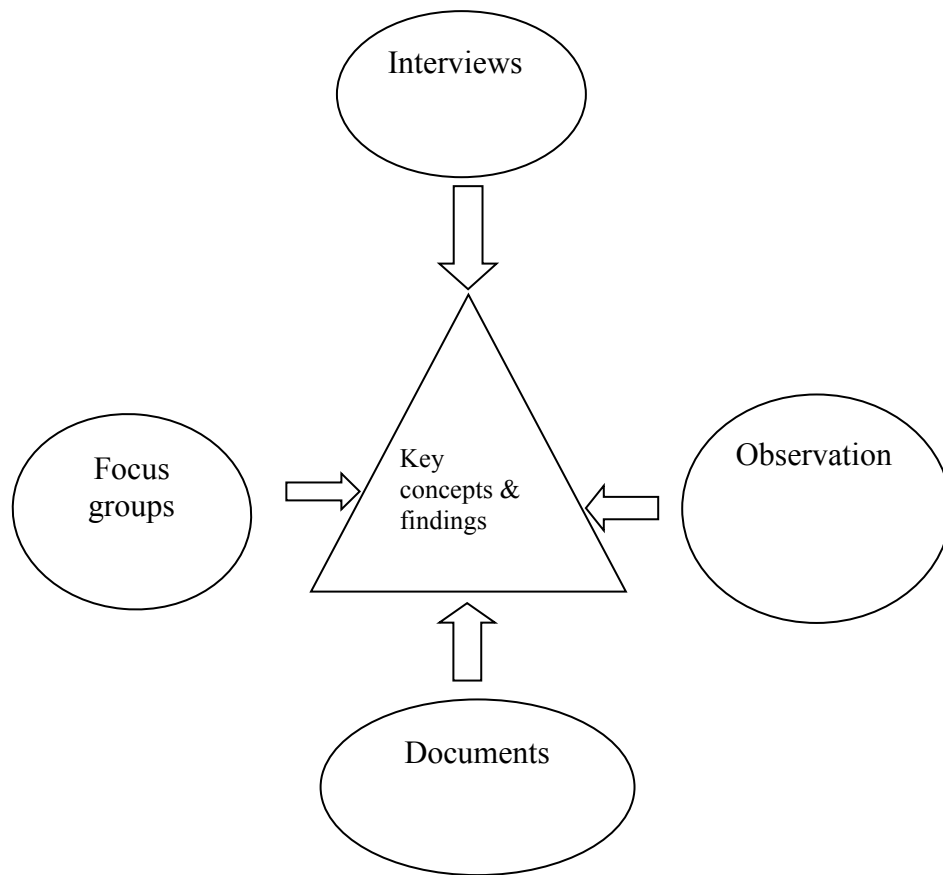 Interviews
Focus
groups
Key
concepts &
findings
Observation
Documents